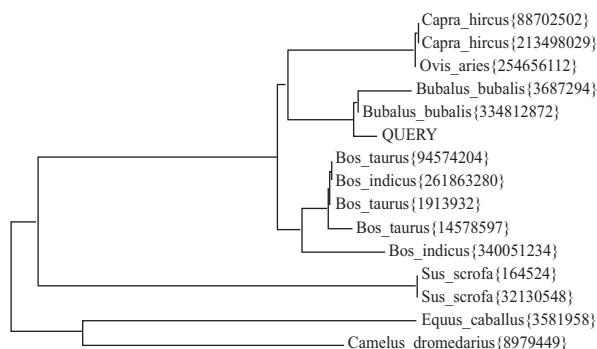 Capra_hircus{88702502}
Capra_hircus{213498029}
Ovis_aries{254656112}
Bubalus_bubalis{3687294}
Bubalus_bubalis{334812872}
QUERY
Bos_taurus{94574204}
Bos_indicus{261863280}
Bos_taurus{1913932}
Bos_taurus{14578597}
Bos_indicus{340051234}
Sus_scrofa{164524}
Sus_scrofa{32130548}
Equus_caballus{3581958}
Camelus_dromedarius{8979449}